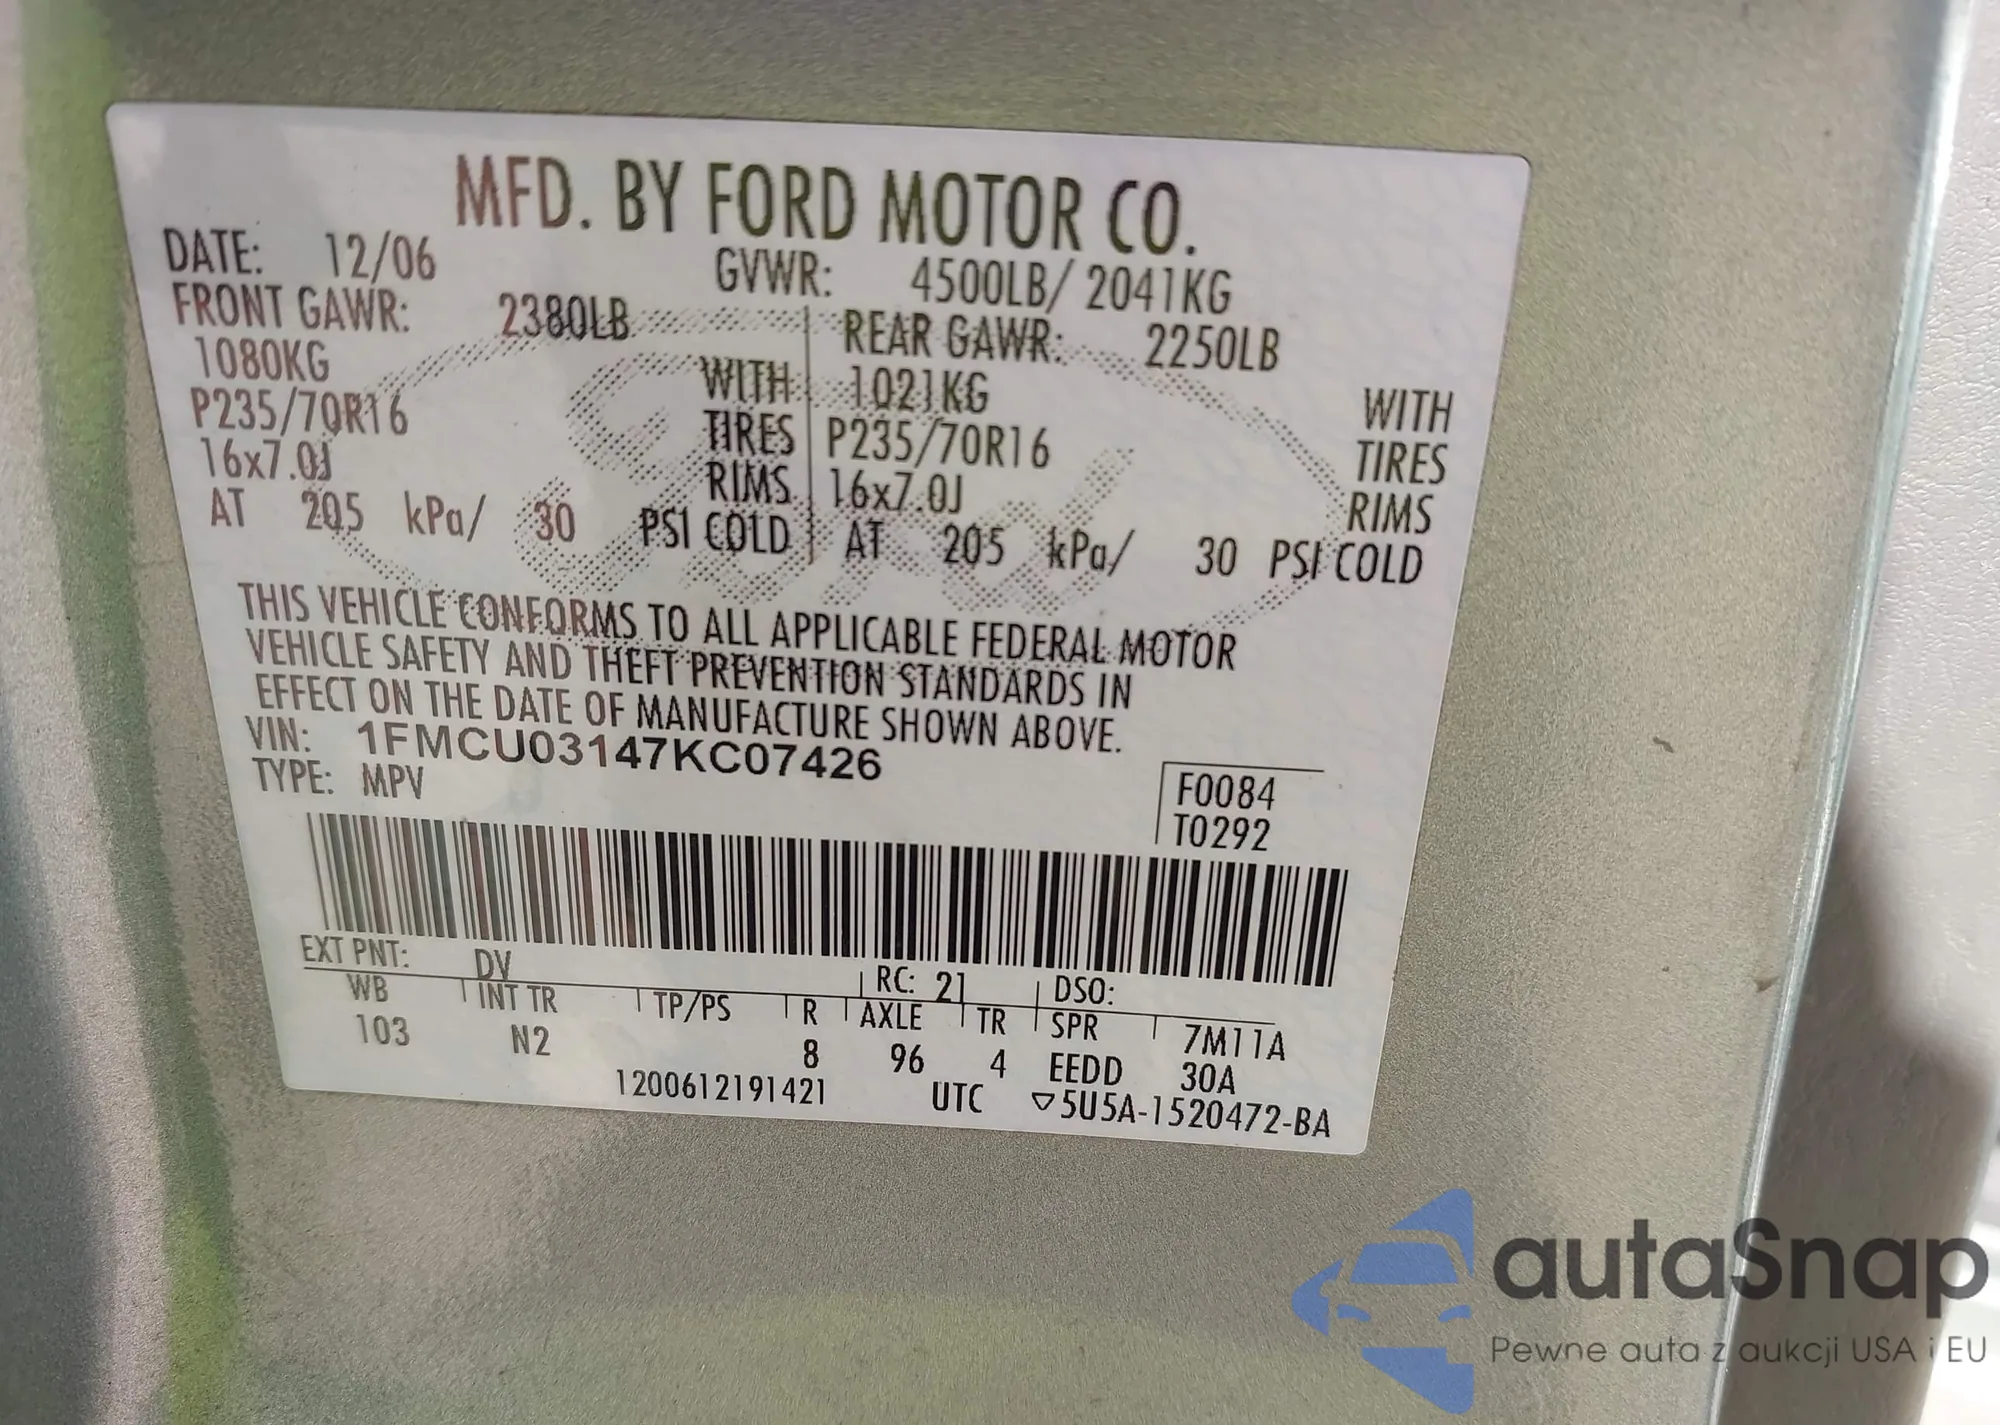 MFD. BY FORD MOTOR CO.
DATE: 12/06 GVWR: 4500LB/ 2041KG
FRONT GAWR: 2380LB REAR GAWR: 2250LB
1080KG WITH 1021KG WITH
P235/70R16 TIRES P235/70R16 TIRES
16x7.0J RIMS 16x7.0J RIMS
AT 205 kPa/ 30 PSI COLD AT 205 kPa/ 30 PSI COLD
THIS VEHICLE CONFORMS TO ALL APPLICABLE FEDERAL MOTOR
VEHICLE SAFETY AND THEFT PREVENTION STANDARDS IN
EFFECT ON THE DATE OF MANUFACTURE SHOWN ABOVE.
VIN: 1FMCU03147KC07426
TYPE: MPV
F0084
T0292
EXT PNT: DV RC: 21 DSO:
WB INT TR TP/PS R AXLE TR SPR 7M11A
103 N2 8 96 4 EEDD 30A
1200612191421 UTC ▽5U5A-1520472-BA
Ford
autaSnap
Pewne auta z aukcji USA i EU